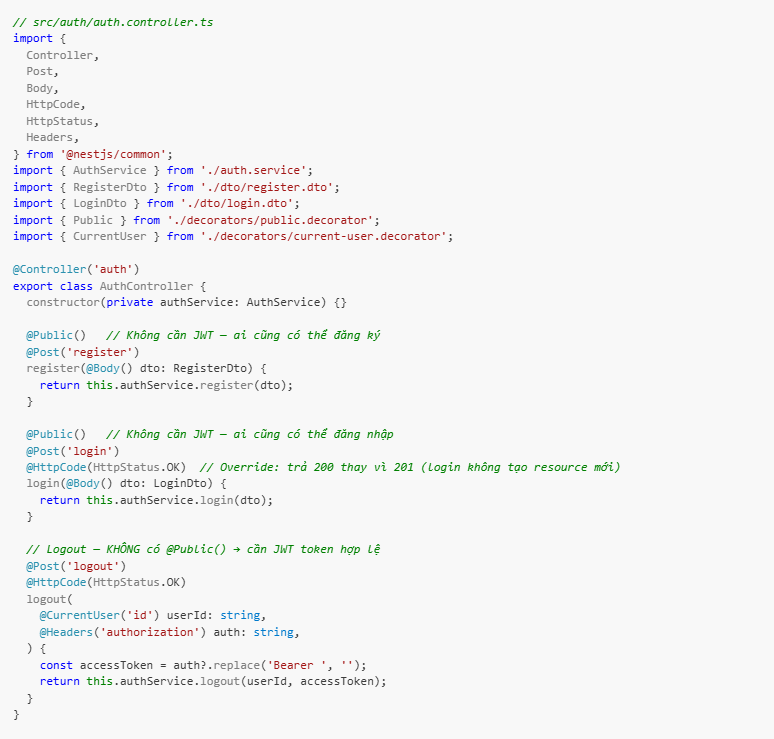 // src/auth/auth.controller.ts
import {
  Controller,
  Post,
  Body,
  HttpCode,
  HttpStatus,
  Headers,
} from '@nestjs/common';
import { AuthService } from './auth.service';
import { RegisterDto } from './dto/register.dto';
import { LoginDto } from './dto/login.dto';
import { Public } from './decorators/public.decorator';
import { CurrentUser } from './decorators/current-user.decorator';

@Controller('auth')
export class AuthController {
  constructor(private authService: AuthService) {}

  @Public()   // Không cần JWT — ai cũng có thể đăng ký
  @Post('register')
  register(@Body() dto: RegisterDto) {
    return this.authService.register(dto);
  }

  @Public()   // Không cần JWT — ai cũng có thể đăng nhập
  @Post('login')
  @HttpCode(HttpStatus.OK)  // Override: trả 200 thay vì 201 (login không tạo resource mới)
  login(@Body() dto: LoginDto) {
    return this.authService.login(dto);
  }

  // Logout — KHÔNG có @Public() → cần JWT token hợp lệ
  @Post('logout')
  @HttpCode(HttpStatus.OK)
  logout(
    @CurrentUser('id') userId: string,
    @Headers('authorization') auth: string,
  ) {
    const accessToken = auth?.replace('Bearer ', '');
    return this.authService.logout(userId, accessToken);
  }
}